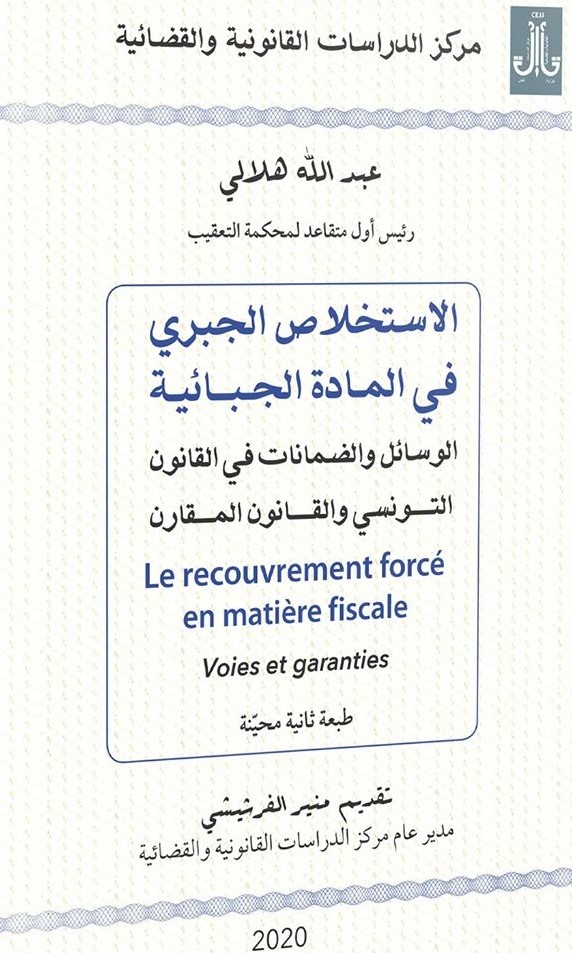 CEJJ
مركز الدراسات القانونية والقضائية
عبد الله هلالي
رئيس أول متقاعد لمحكمة التعقيب
الاستخلاص الجبري
في المادة الجبائية
الوسائل والضمانات في القانون
التونسي والقانون المقارن
Le recouvrement forcé
en matière fiscale
Voies et garanties
طبعة ثانية محيّنة
تقديم منير الفرشيشي
مدير عام مركز الدراسات القانونية والقضائية
2020